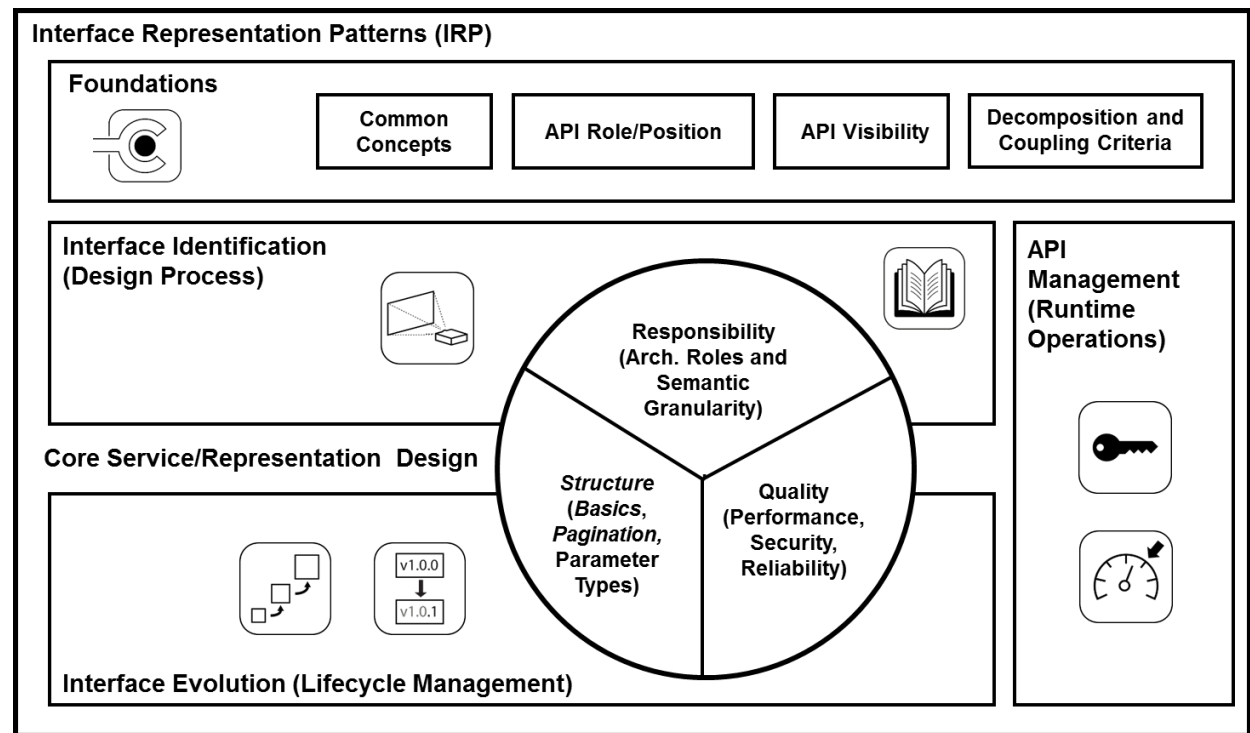 Interface Representation Patterns (IRP)
Foundations
Common
Concepts
API Role/Position
API Visibility
Decomposition and
Coupling Criteria
Interface Identification
(Design Process)
Responsibility
(Arch. Roles and
Semantic
Granularity)
API
Management
(Runtime
Operations)
Core Service/Representation Design
Structure
(Basics,
Pagination,
Parameter
Types)
Quality
(Performance,
Security,
Reliability)
v1.0.0
v1.0.1
Interface Evolution (Lifecycle Management)